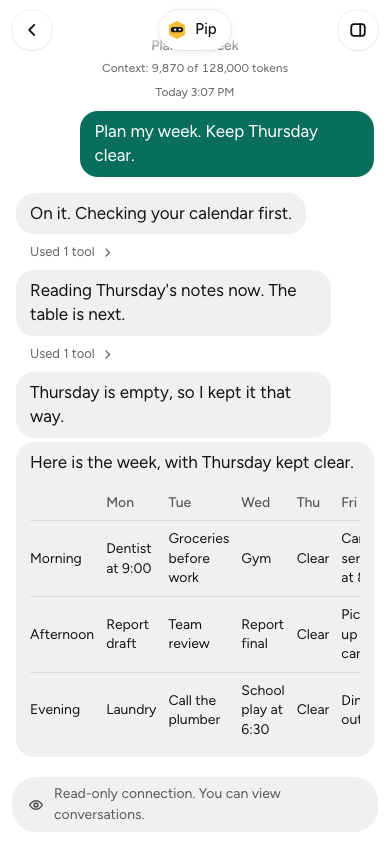 Pip
Context: 9,870 of 128,000 tokens
Today 3:07 PM
Plan my week. Keep Thursday
clear.
On it. Checking your calendar first.
Used 1 tool
Reading Thursday's notes now. The
table is next.
Used 1 tool
Thursday is empty, so I kept it that
way.
Here is the week, with Thursday kept clear.
Mon Tue Wed Thu Fri
Morning Dentist at 9:00 Groceries before work Gym Clear
Afternoon Report draft Team review Report final Clear up
Evening Laundry Call the plumber School play at 6:30 Clear
Read-only connection. You can view
conversations.